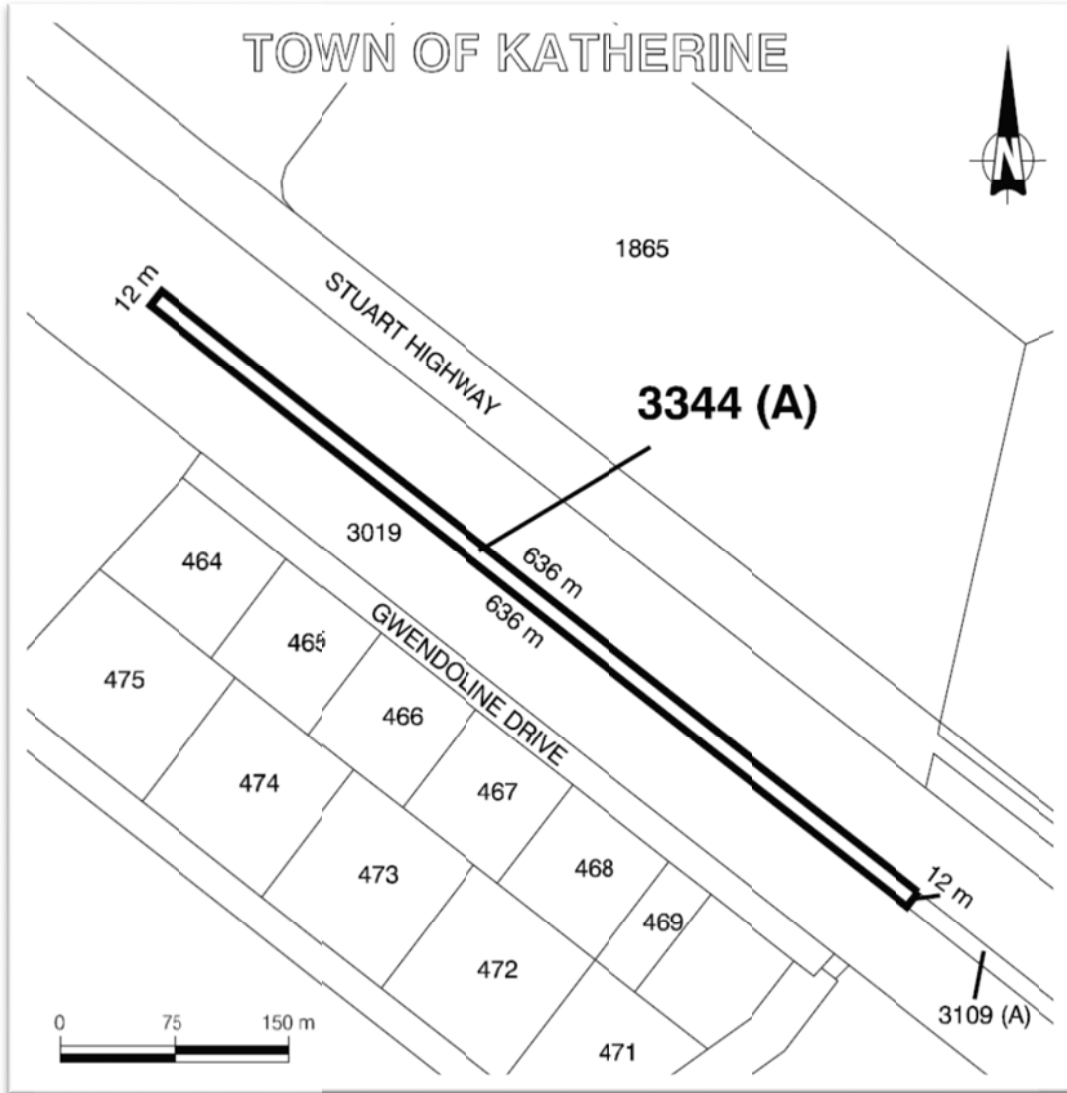 TOWN OF KATHERINE
N
1865
12 m
STUART HIGHWAY
3344 (A)
3019
636 m
636 m
464
465
GWENDOLINE DRIVE
475
466
474
467
468
473
12 m
469
472
3109 (A)
0 75 150 m
471